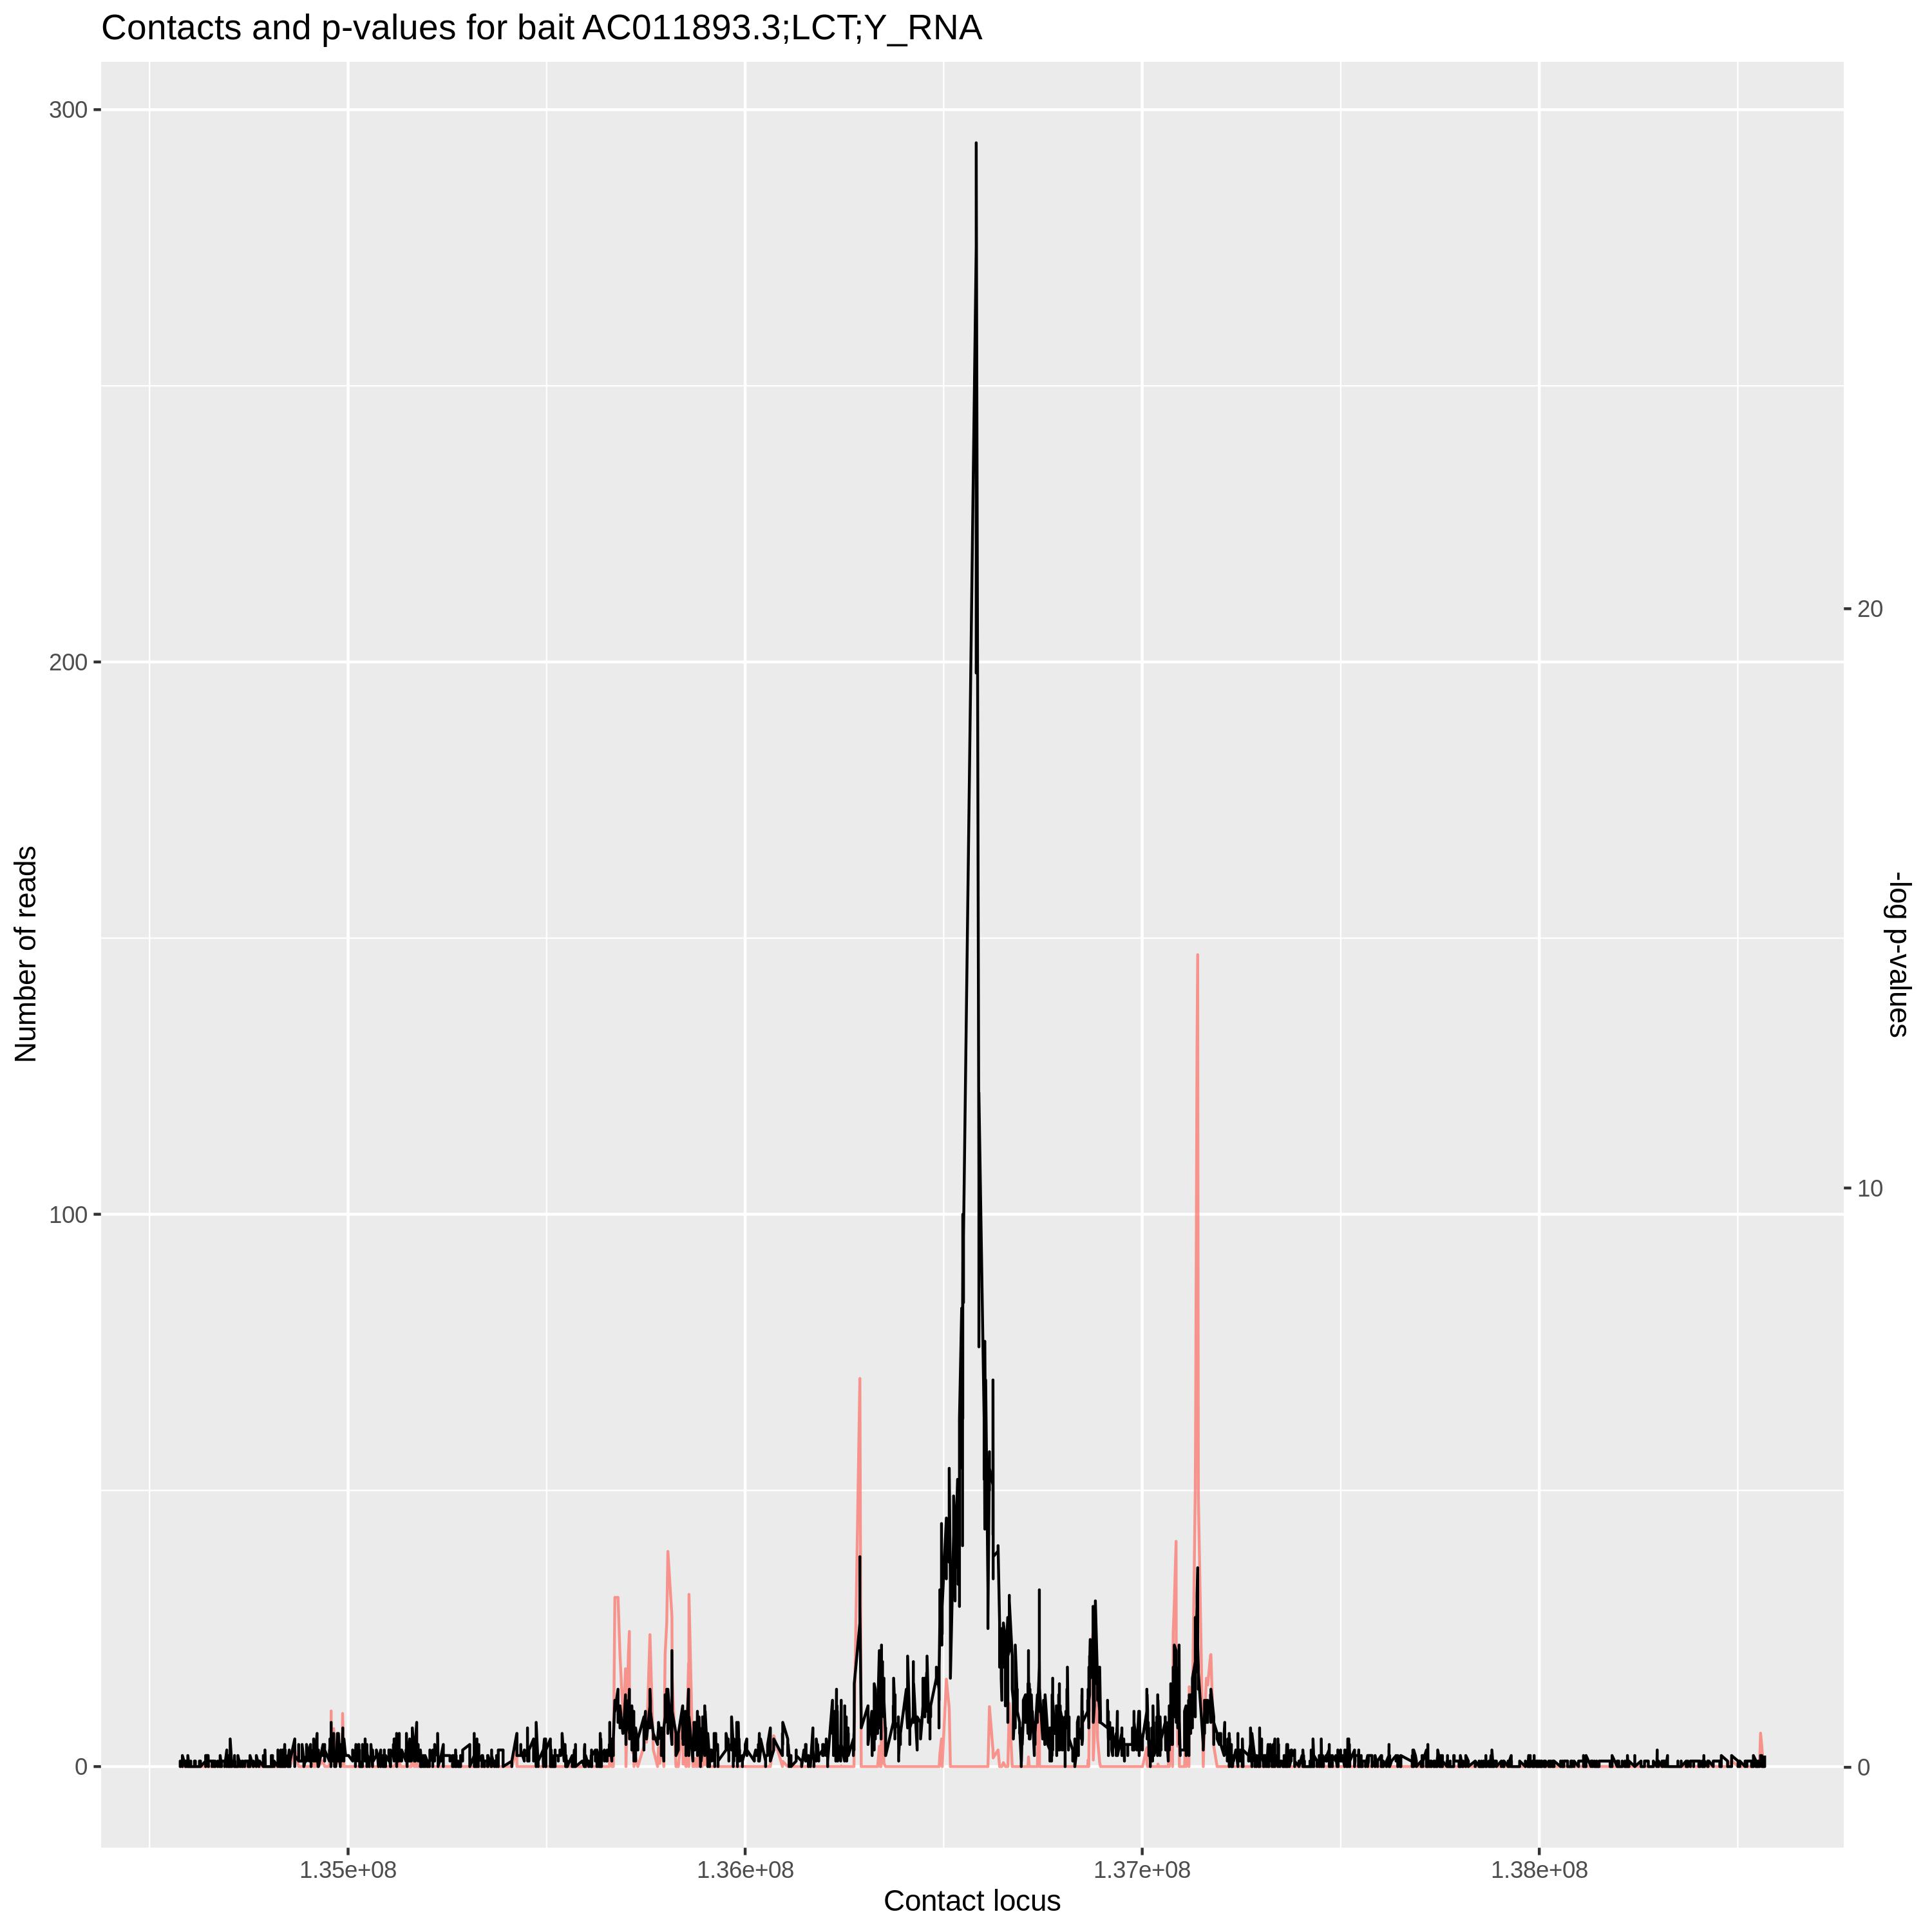 Contacts and p-values for bait AC011893.3;LCT;Y_RNA
300
200
100
0
Number of reads
20
10
0
-log p-values
1.35e+08
1.36e+08
1.37e+08
1.38e+08
Contact locus